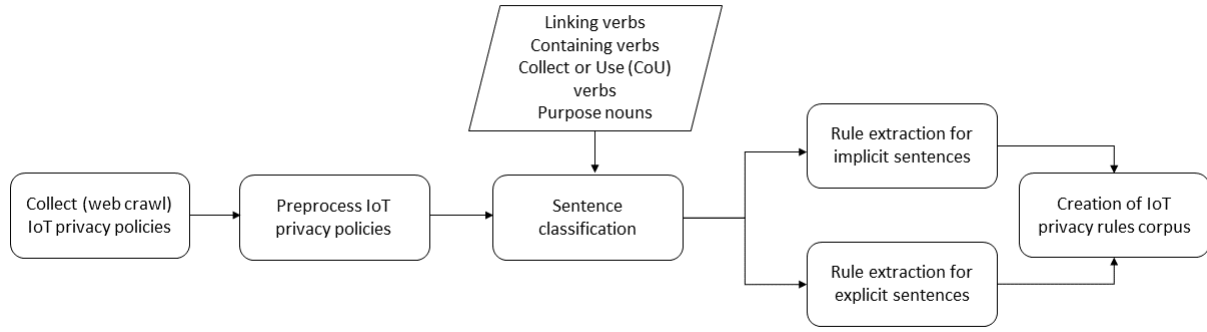 Linking verbs
Containing verbs
Collect or Use (CoU)
verbs
Purpose nouns
Collect (web crawl)
IoT privacy policies
Preprocess IoT
privacy policies
Sentence
classification
Rule extraction for
implicit sentences
Rule extraction for
explicit sentences
Creation of IoT
privacy rules corpus